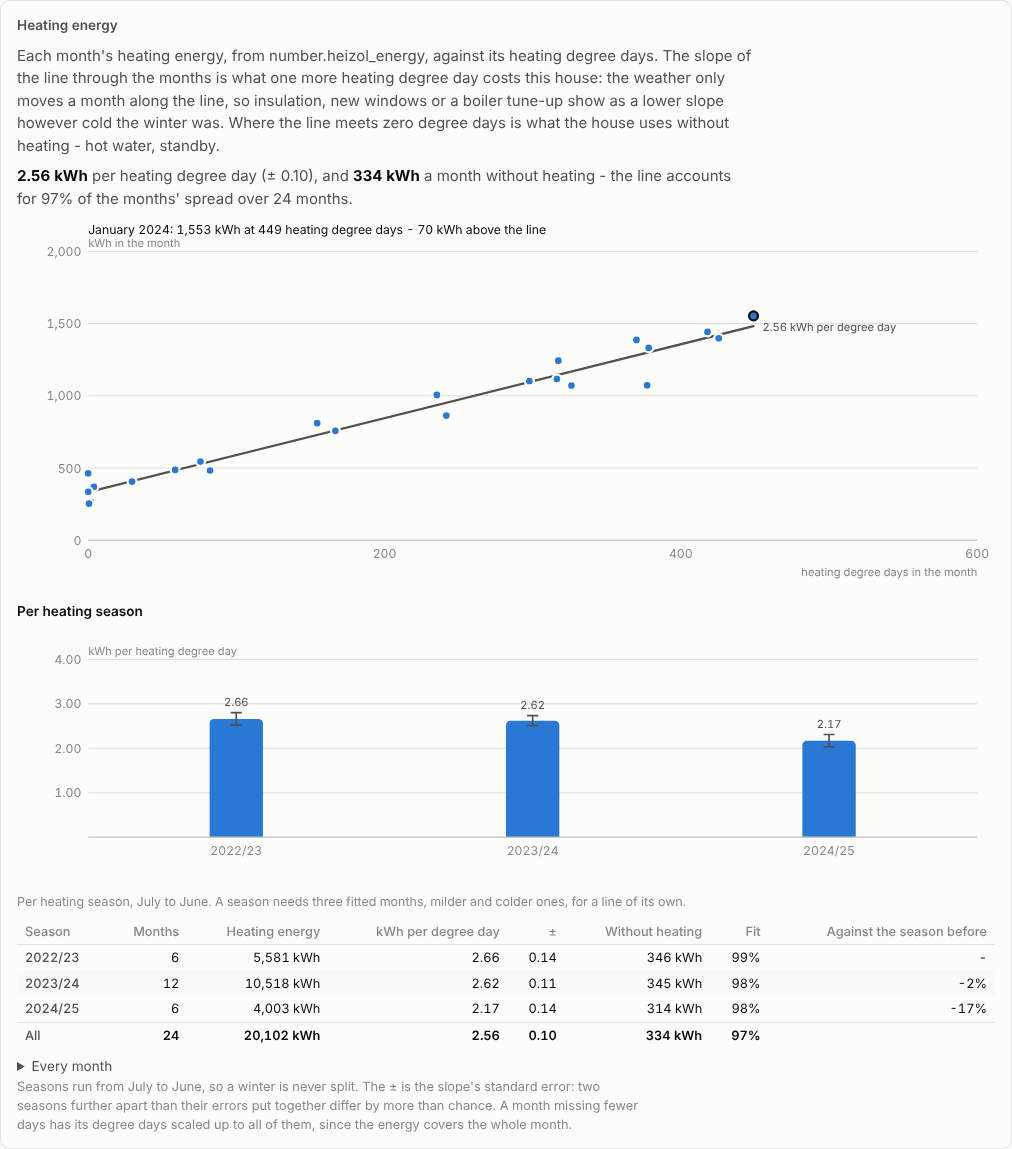 Heating energy
Each month's heating energy, from number.heizol_energy, against its heating degree days. The slope of
the line through the months is what one more heating degree day costs this house: the weather only
moves a month along the line, so insulation, new windows or a boiler tune-up show as a lower slope
however cold the winter was. Where the line meets zero degree days is what the house uses without
heating - hot water, standby.
2.56 kWh per heating degree day (± 0.10), and 334 kWh a month without heating - the line accounts
for 97% of the months' spread over 24 months.
January 2024: 1,553 kWh at 449 heating degree days - 70 kWh above the line
kWh in the month
2,000
1,500
2.56 kWh per degree day
1,000
500
0
0 200 400 600
heating degree days in the month
Per heating season
kWh per heating degree day
4.00
3.00
2.00
1.00
2.66 2.62 2.17
2022/23 2023/24 2024/25
Per heating season, July to June. A season needs three fitted months, milder and colder ones, for a line of its own.
Season Months Heating energy kWh per degree day ± Without heating Fit Against the season before
2022/23 6 5,581 kWh 2.66 0.14 346 kWh 99% -
2023/24 12 10,518 kWh 2.62 0.11 345 kWh 98% -2%
2024/25 6 4,003 kWh 2.17 0.14 314 kWh 98% -17%
All 24 20,102 kWh 2.56 0.10 334 kWh 97%
▶ Every month
Seasons run from July to June, so a winter is never split. The ± is the slope's standard error: two
seasons further apart than their errors put together differ by more than chance. A month missing fewer
days has its degree days scaled up to all of them, since the energy covers the whole month.